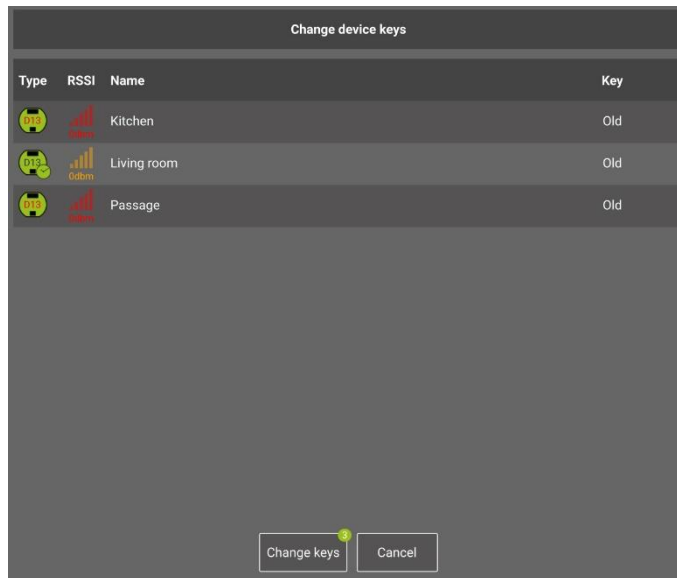 Change device keys
Type RSSI Name Key
D13 Kitchen Old
D13 0dbm Living room Old
D13 Passage Old
3
Change keys Cancel